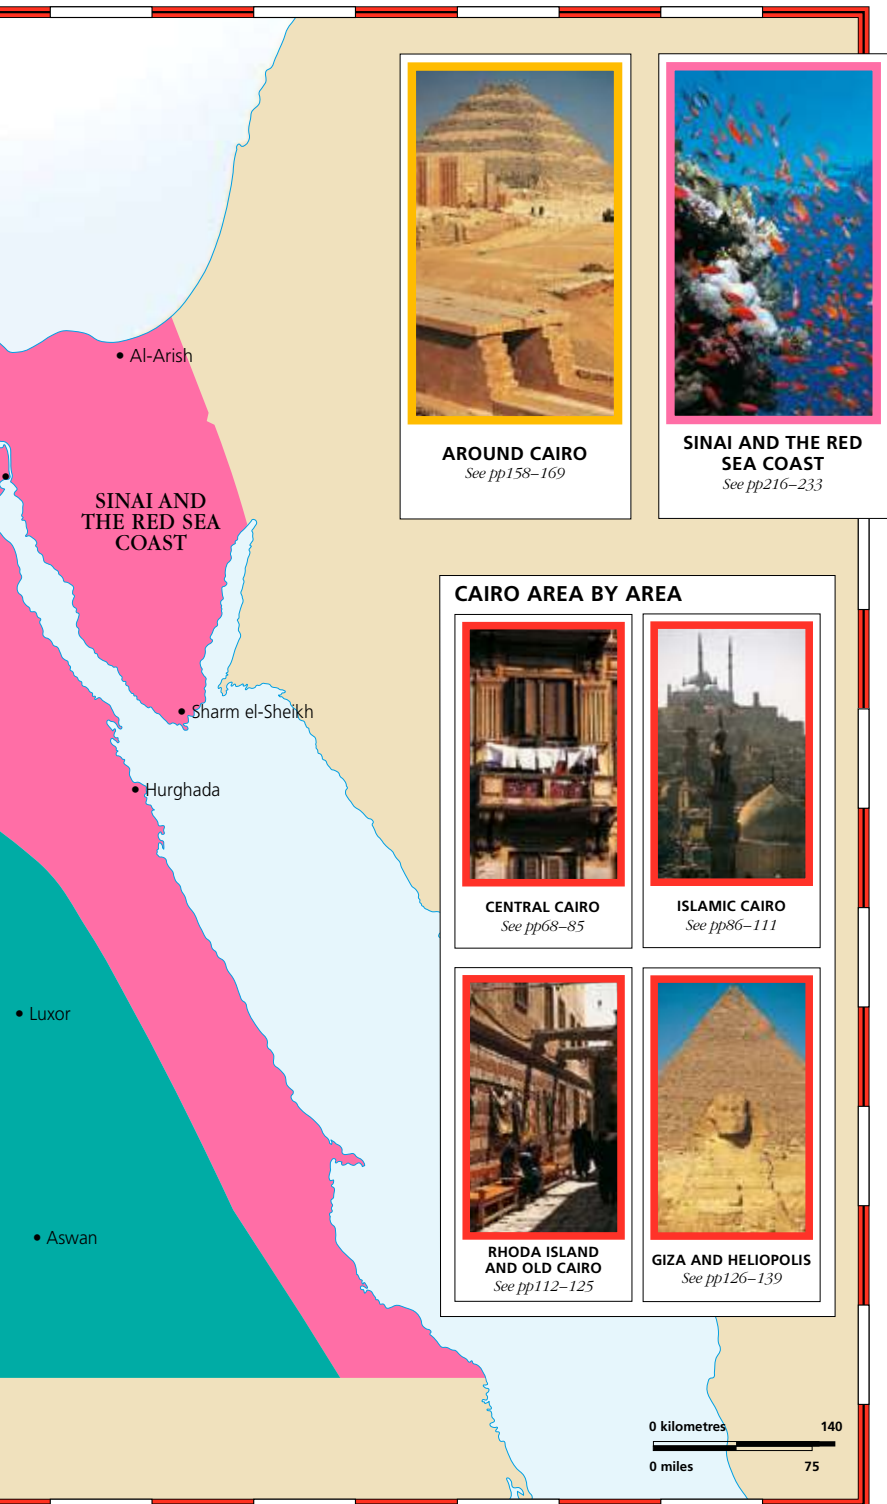 AROUND CAIRO
See pp158–169
SINAI AND THE RED
SEA COAST
See pp216–233
Al-Arish
SINAI AND
THE RED SEA
COAST
Sharm el-Sheikh
Hurghada
Luxor
Aswan
CAIRO AREA BY AREA
CENTRAL CAIRO
See pp68–85
ISLAMIC CAIRO
See pp86–111
RHODA ISLAND
AND OLD CAIRO
See pp112–125
GIZA AND HELIOPOLIS
See pp126–139
0 kilometres 140
0 miles 75